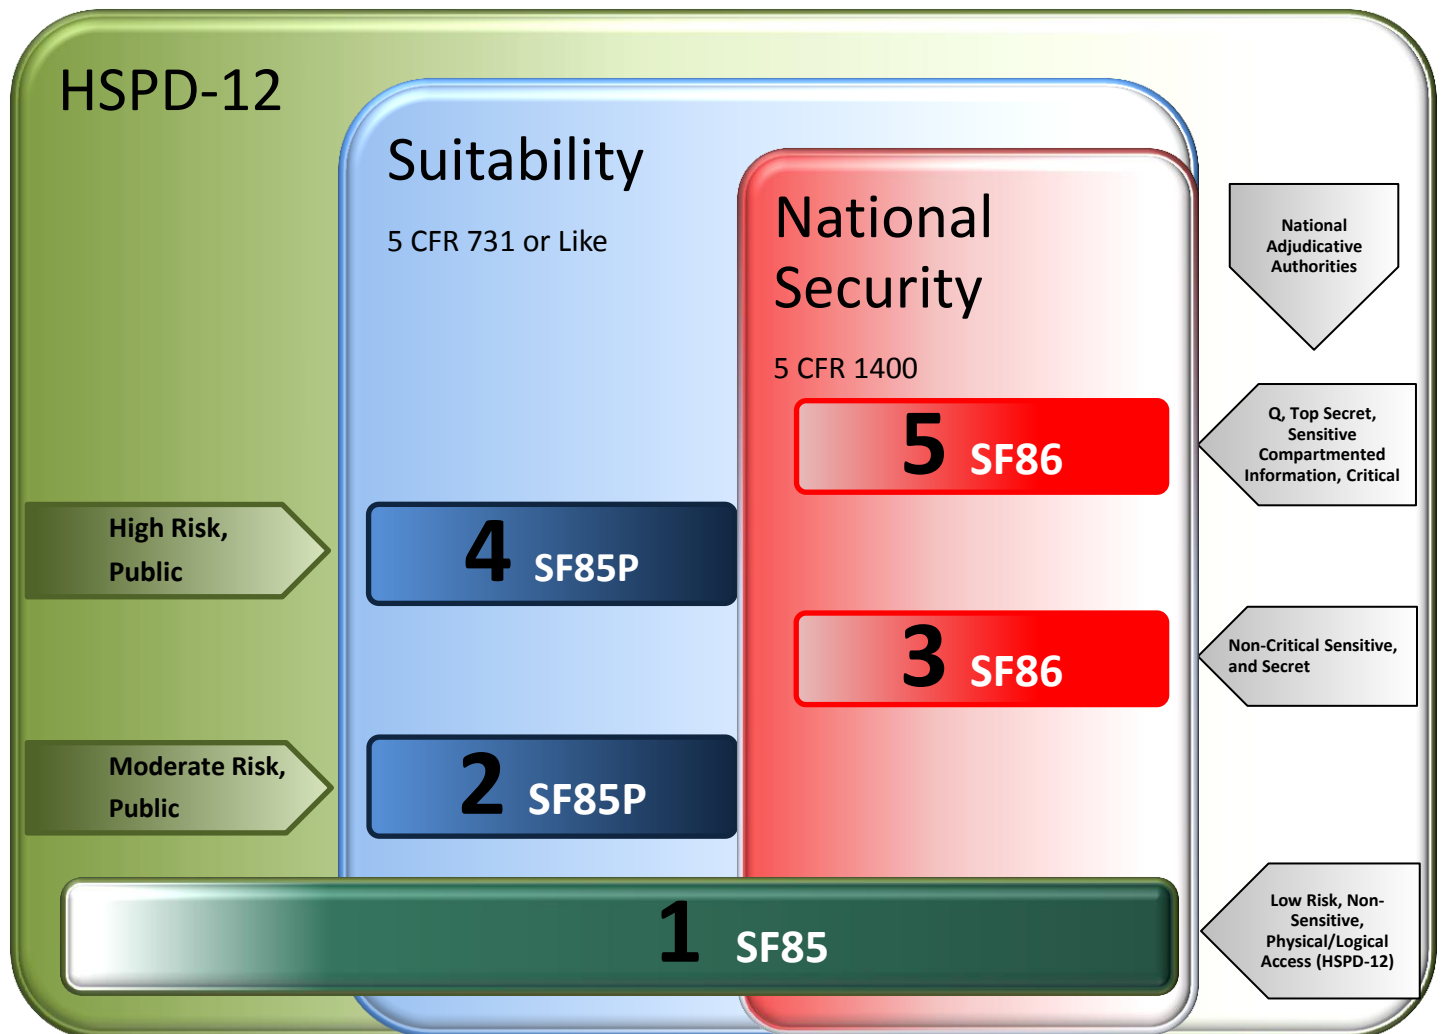 HSPD-12
Suitability
5 CFR 731 or Like
National
Security
5 CFR 1400
National
Adjudicative
Authorities
5 SF86
Q, Top Secret,
Sensitive
Compartmented
Information, Critical
High Risk,
Public
4 SF85P
3 SF86
Non-Critical Sensitive,
and Secret
Moderate Risk,
Public
2 SF85P
1 SF85
Low Risk, Non-
Sensitive,
Physical/Logical
Access (HSPD-12)